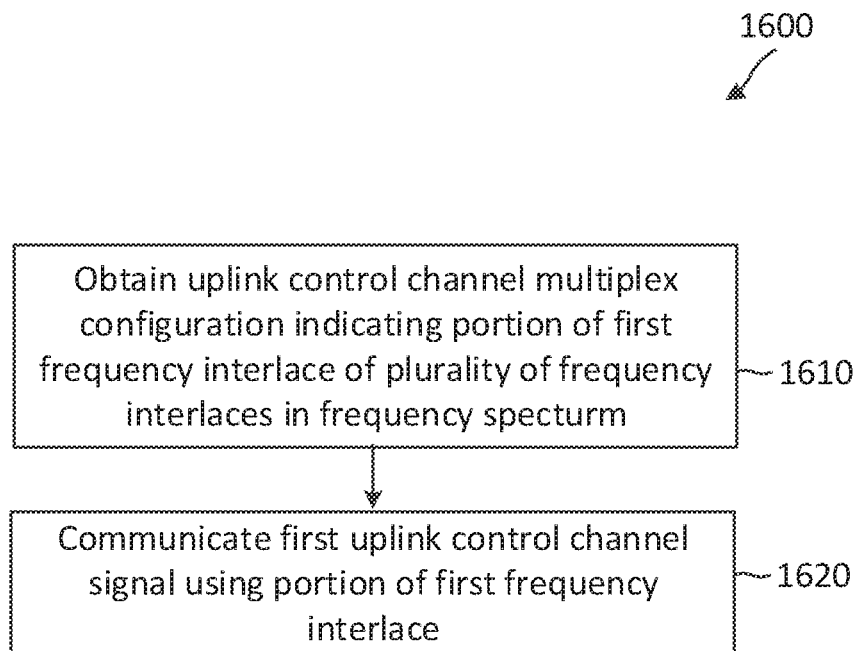 1600
Obtain uplink control channel multiplex
configuration indicating portion of first
frequency interlace of plurality of frequency
interlaces in frequency specturm
1610
Communicate first uplink control channel
signal using portion of first frequency
interlace
1620